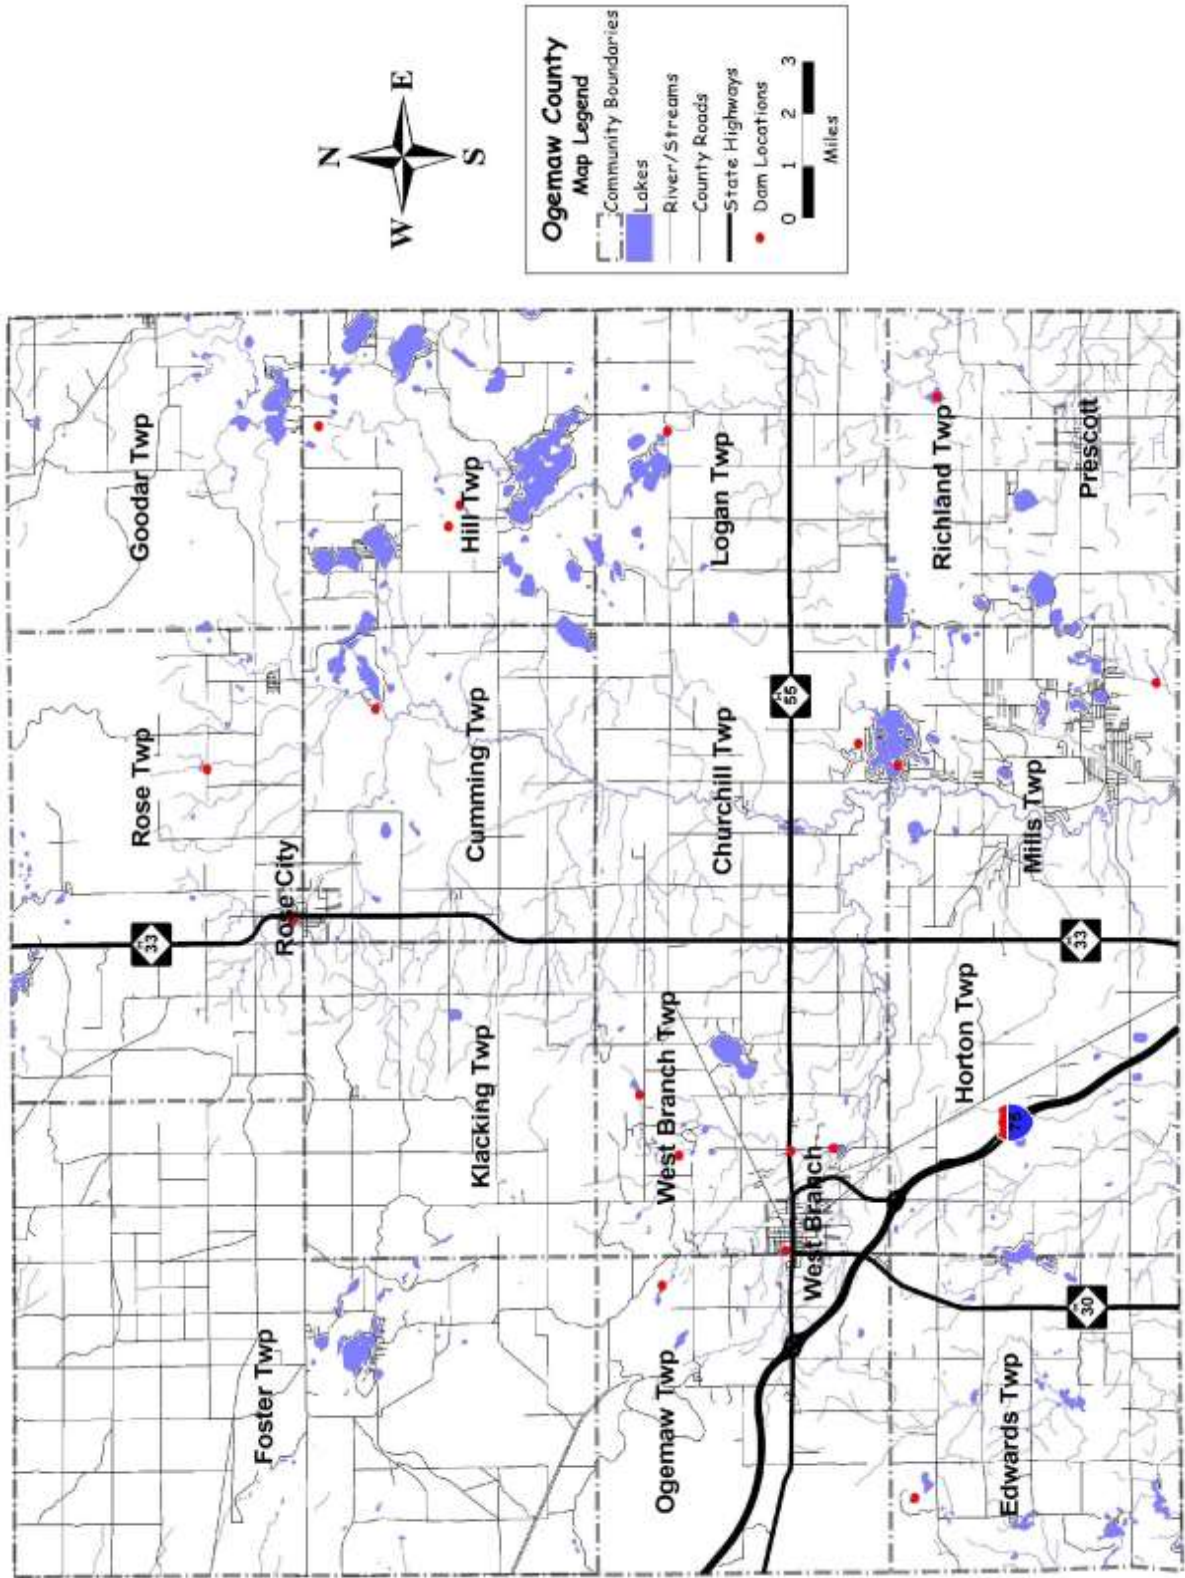 N
W
E
S
Ogemaw County
Map Legend
Community Boundaries
Lakes
River/Streams
County Roads
State Highways
Dam Locations
0 1 2 3
Miles
Goodar Twp
Rose Twp
33
Rose City
Foster Twp
Hill Twp
Cumming Twp
Klacking Twp
Logan Twp
Churchill Twp
55
West Branch Twp
Ogemaw Twp
West Branch
Richland Twp
Prescott
Mills Twp
33
Horton Twp
75
30
Edwards Twp